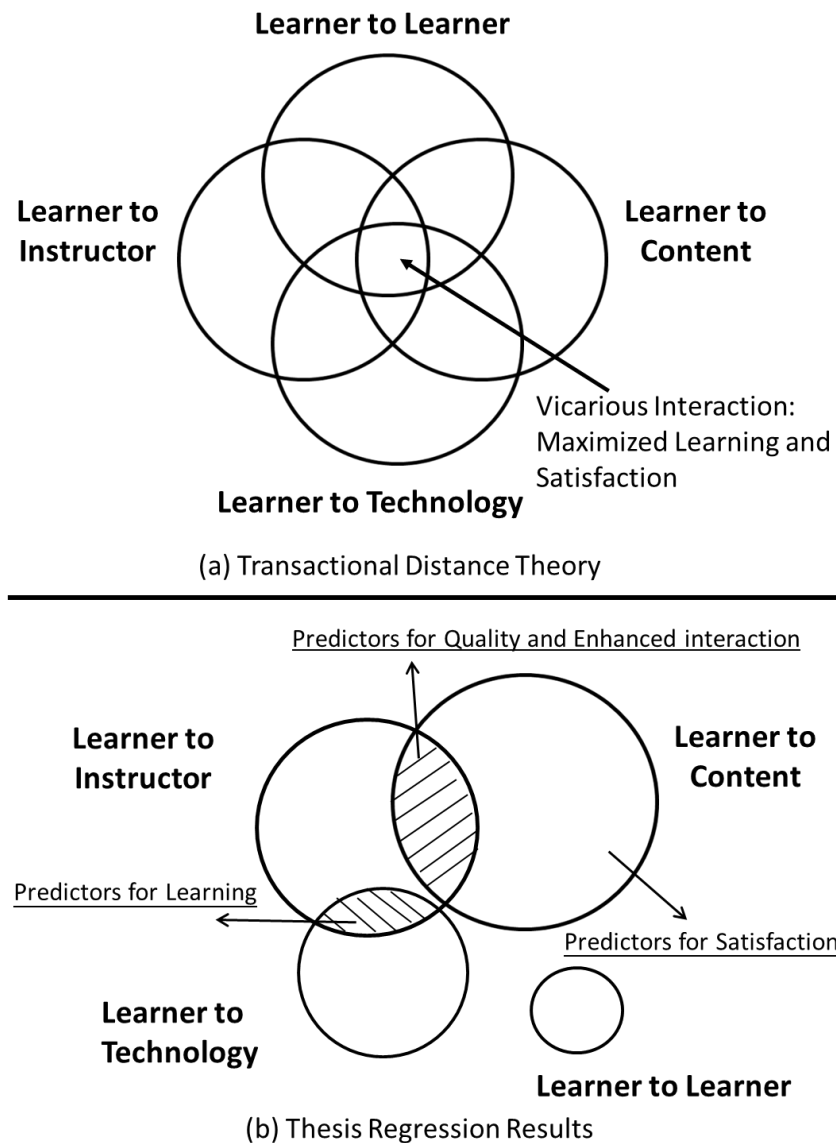 Learner to Learner
Learner to
Instructor
Learner to
Content
Vicarious Interaction:
Maximized Learning and
Satisfaction
Learner to Technology
(a) Transactional Distance Theory
Predictors for Quality and Enhanced interaction
Learner to
Instructor
Learner to
Content
Predictors for Learning
Predictors for Satisfaction
Learner to
Technology
Learner to Learner
(b) Thesis Regression Results